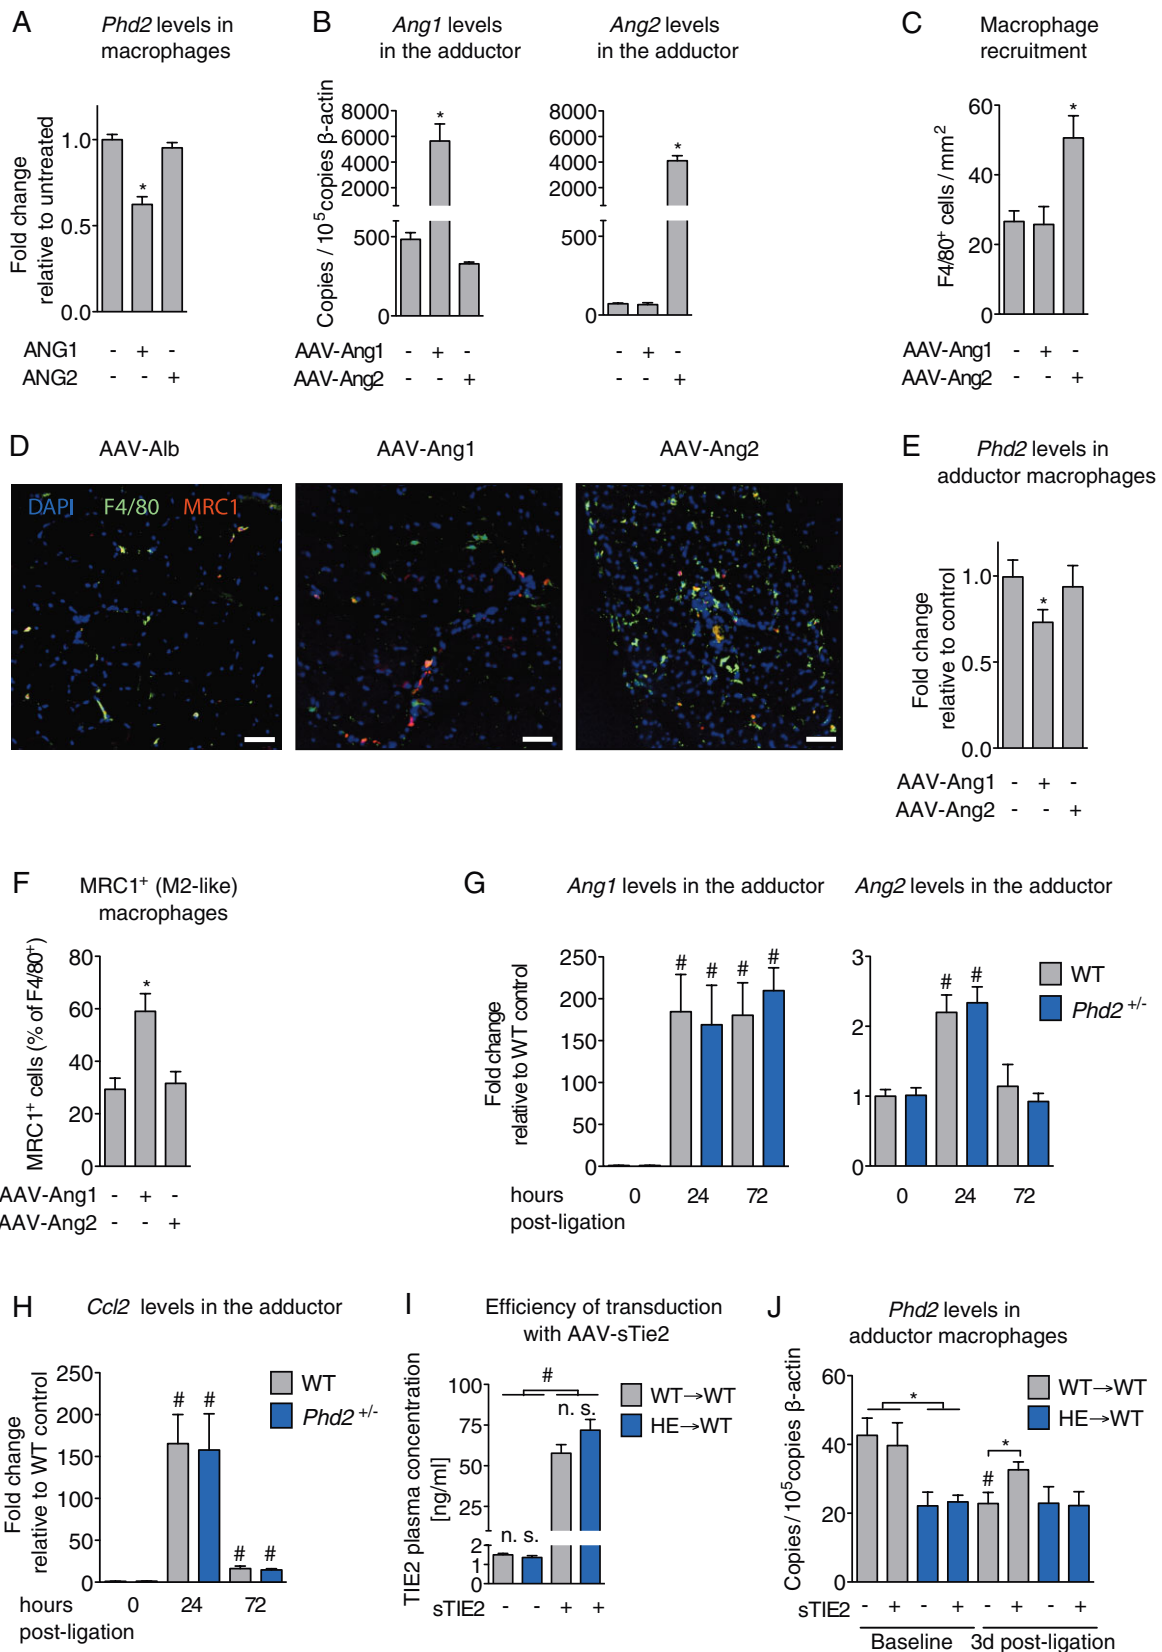 A
Phd2 levels in
macrophages
Fold change
relative to untreated
1.0
0.5
0.0
*
ANG1 - + -
ANG2 - - +
B
Ang1 levels
in the adductor
Ang2 levels
in the adductor
Copies / 10⁵ copies β-actin
8000
6000
4000
2000
500
0
*
8000
6000
4000
2000
500
0
*
AAV-Ang1 - + - - + -
AAV-Ang2 - - + - - +
C
Macrophage
recruitment
F4/80⁺ cells / mm²
60
40
20
0
*
AAV-Ang1 - + -
AAV-Ang2 - - +
D
AAV-Alb
AAV-Ang1
AAV-Ang2
DAPI F4/80 MRC1
E
Phd2 levels in
adductor macrophages
Fold change
relative to control
1.0
0.5
0.0
*
AAV-Ang1 - + -
AAV-Ang2 - - +
F
MRC1⁺ (M2-like)
macrophages
MRC1⁺ cells (% of F4/80⁺)
80
60
40
20
0
*
AAV-Ang1 - + -
AAV-Ang2 - - +
G
Ang1 levels in the adductor
Ang2 levels in the adductor
Fold change
relative to WT control
250
200
150
100
50
0
# # # #
3
2
1
0
# #
WT
Phd2 +/-
hours
post-ligation
0 24 72
0 24 72
H
Ccl2 levels in the adductor
Fold change
relative to WT control
250
200
150
100
50
0
# # # #
WT
Phd2 +/-
hours
post-ligation
0 24 72
I
Efficiency of transduction
with AAV-sTie2
TIE2 plasma concentration
[ng/ml]
100
75
50
25
2
1
0
#
n. s.
n. s.
WT→WT
HE→WT
sTIE2 - - + +
J
Phd2 levels in
adductor macrophages
Copies / 10⁵copies β-actin
60
40
20
0
*
*
#
WT→WT
HE→WT
sTIE2 - + - + - + - +
Baseline 3d post-ligation